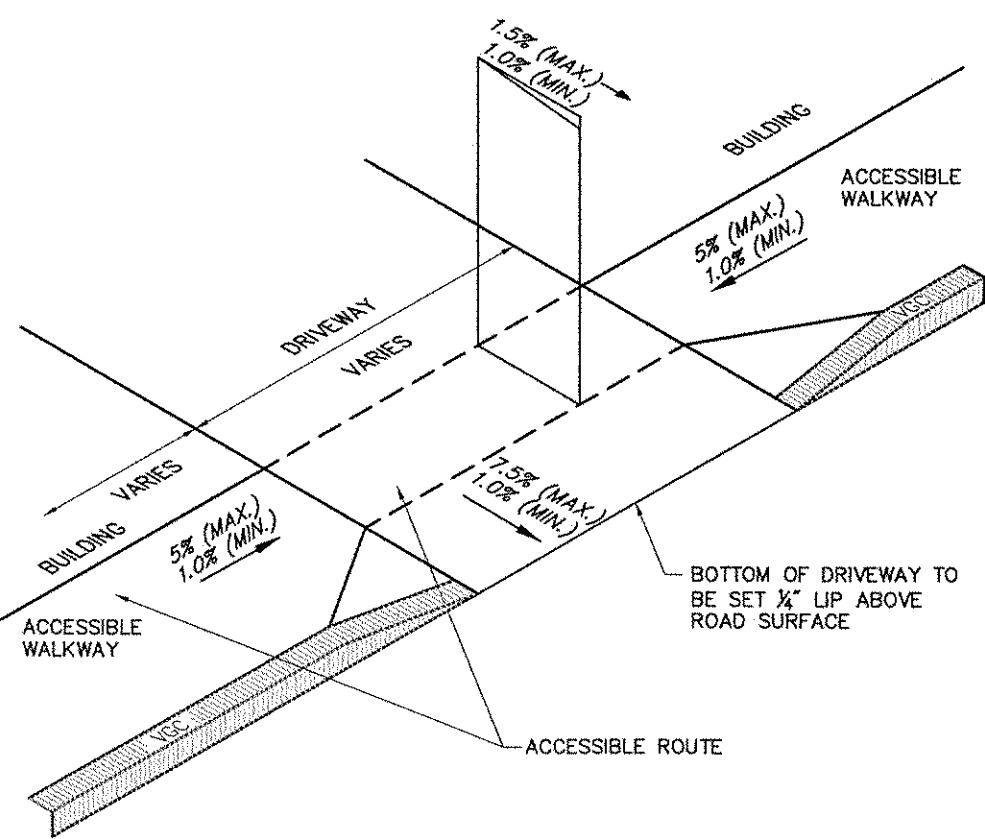 1.5% (MAX.)
1.0% (MIN.)
BUILDING
ACCESSIBLE
WALKWAY
5% (MAX.)
1.0% (MIN.)
VGC
DRIVEWAY
VARIES
VARIES
BUILDING
5% (MAX.)
1.0% (MIN.)
7.5% (MAX.)
1.0% (MIN.)
ACCESSIBLE
WALKWAY
BOTTOM OF DRIVEWAY TO
BE SET ¼" LIP ABOVE
ROAD SURFACE
VGC
ACCESSIBLE ROUTE